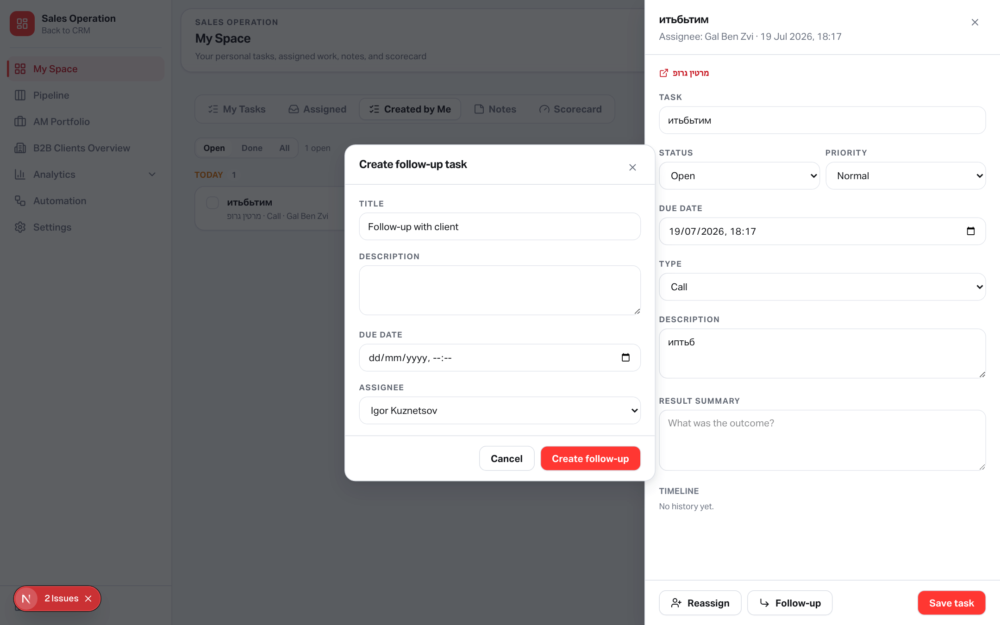 Sales Operation
Back to CRM
My Space
Pipeline
AM Portfolio
B2B Clients Overview
Analytics
Automation
Settings
2 Issues
SALES OPERATION
My Space
Your personal tasks, assigned work, notes, and scorecard
My Tasks
Assigned
Created by Me
Notes
Scorecard
Open
Done
All
1 open
TODAY 1
итьбьтим
מרטין גרופ · Call · Gal Ben Zvi
Create follow-up task
TITLE
Follow-up with client
DESCRIPTION
DUE DATE
dd/mm/yyyy, --:--
ASSIGNEE
Igor Kuznetsov
Cancel
Create follow-up
итьбьтим
Assignee: Gal Ben Zvi · 19 Jul 2026, 18:17
מרטין גרופ
TASK
итьбьтим
STATUS
Open
PRIORITY
Normal
DUE DATE
19/07/2026, 18:17
TYPE
Call
DESCRIPTION
иптьб
RESULT SUMMARY
What was the outcome?
TIMELINE
No history yet.
Reassign
Follow-up
Save task